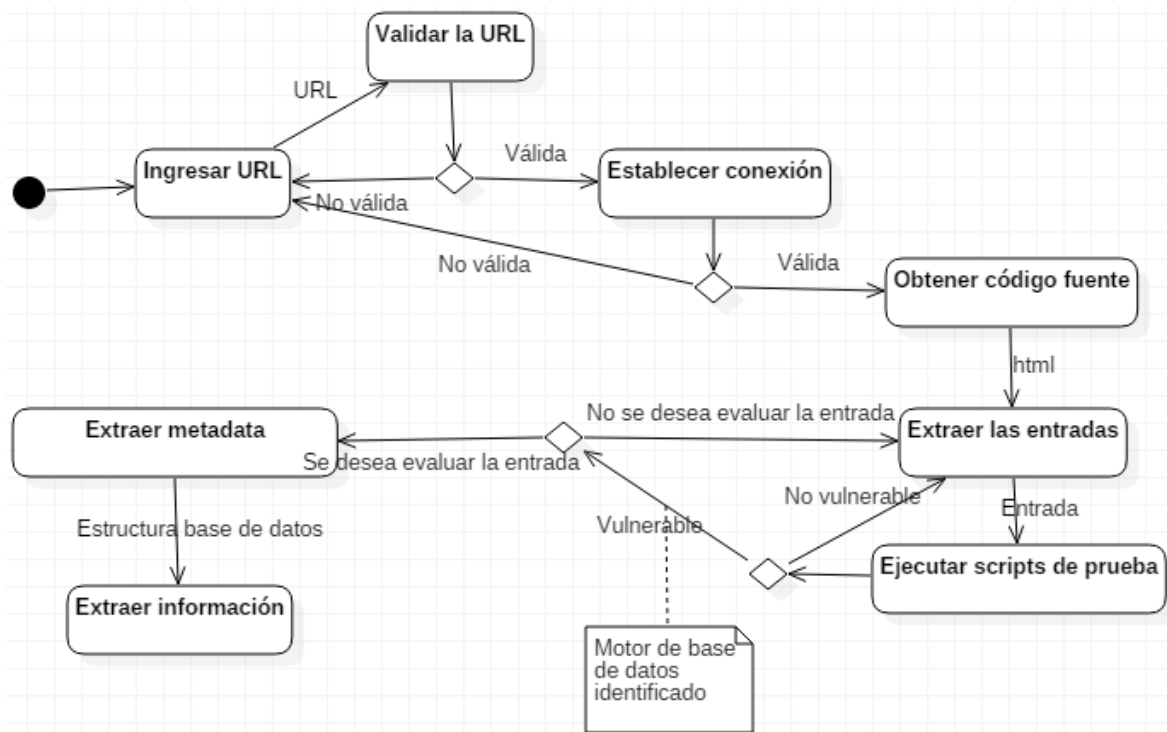 Validar la URL
URL
Ingresar URL
Válida
Establecer conexión
No válida
No válida
Válida
Obtener código fuente
html
No se desea evaluar la entrada
Extraer metadata
Extraer las entradas
Se desea evaluar la entrada
No vulnerable
Entrada
Estructura base de datos
Vulnerable
Ejecutar scripts de prueba
Extraer información
Motor de base
de datos
identificado